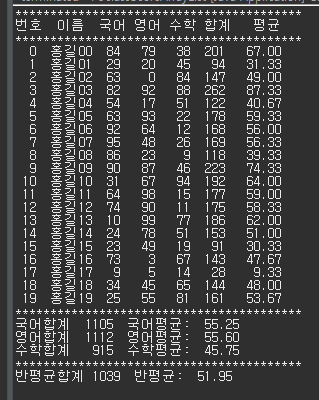 ****************************************
번호 이름 국어 영어 수학 합계 평균
****************************************
0 홍길00 84 79 38 201 67.00
1 홍길01 29 20 45 94 31.33
2 홍길02 63 0 84 147 49.00
3 홍길03 82 92 88 262 87.33
4 홍길04 54 17 51 122 40.67
5 홍길05 63 93 22 178 59.33
6 홍길06 92 64 12 168 56.00
7 홍길07 95 48 26 169 56.33
8 홍길08 86 23 9 118 39.33
9 홍길09 90 87 46 223 74.33
10 홍길10 31 67 94 192 64.00
11 홍길11 64 98 15 177 59.00
12 홍길12 74 90 11 175 58.33
13 홍길13 10 99 77 186 62.00
14 홍길14 24 78 51 153 51.00
15 홍길15 23 49 19 91 30.33
16 홍길16 73 3 67 143 47.67
17 홍길17 9 5 14 28 9.33
18 홍길18 34 45 65 144 48.00
19 홍길19 25 55 81 161 53.67
****************************************
국어합계 1105 국어평균: 55.25
영어합계 1112 영어평균: 55.60
수학합계 915 수학평균: 45.75
****************************************
반평균합계 1039 반평균: 51.95